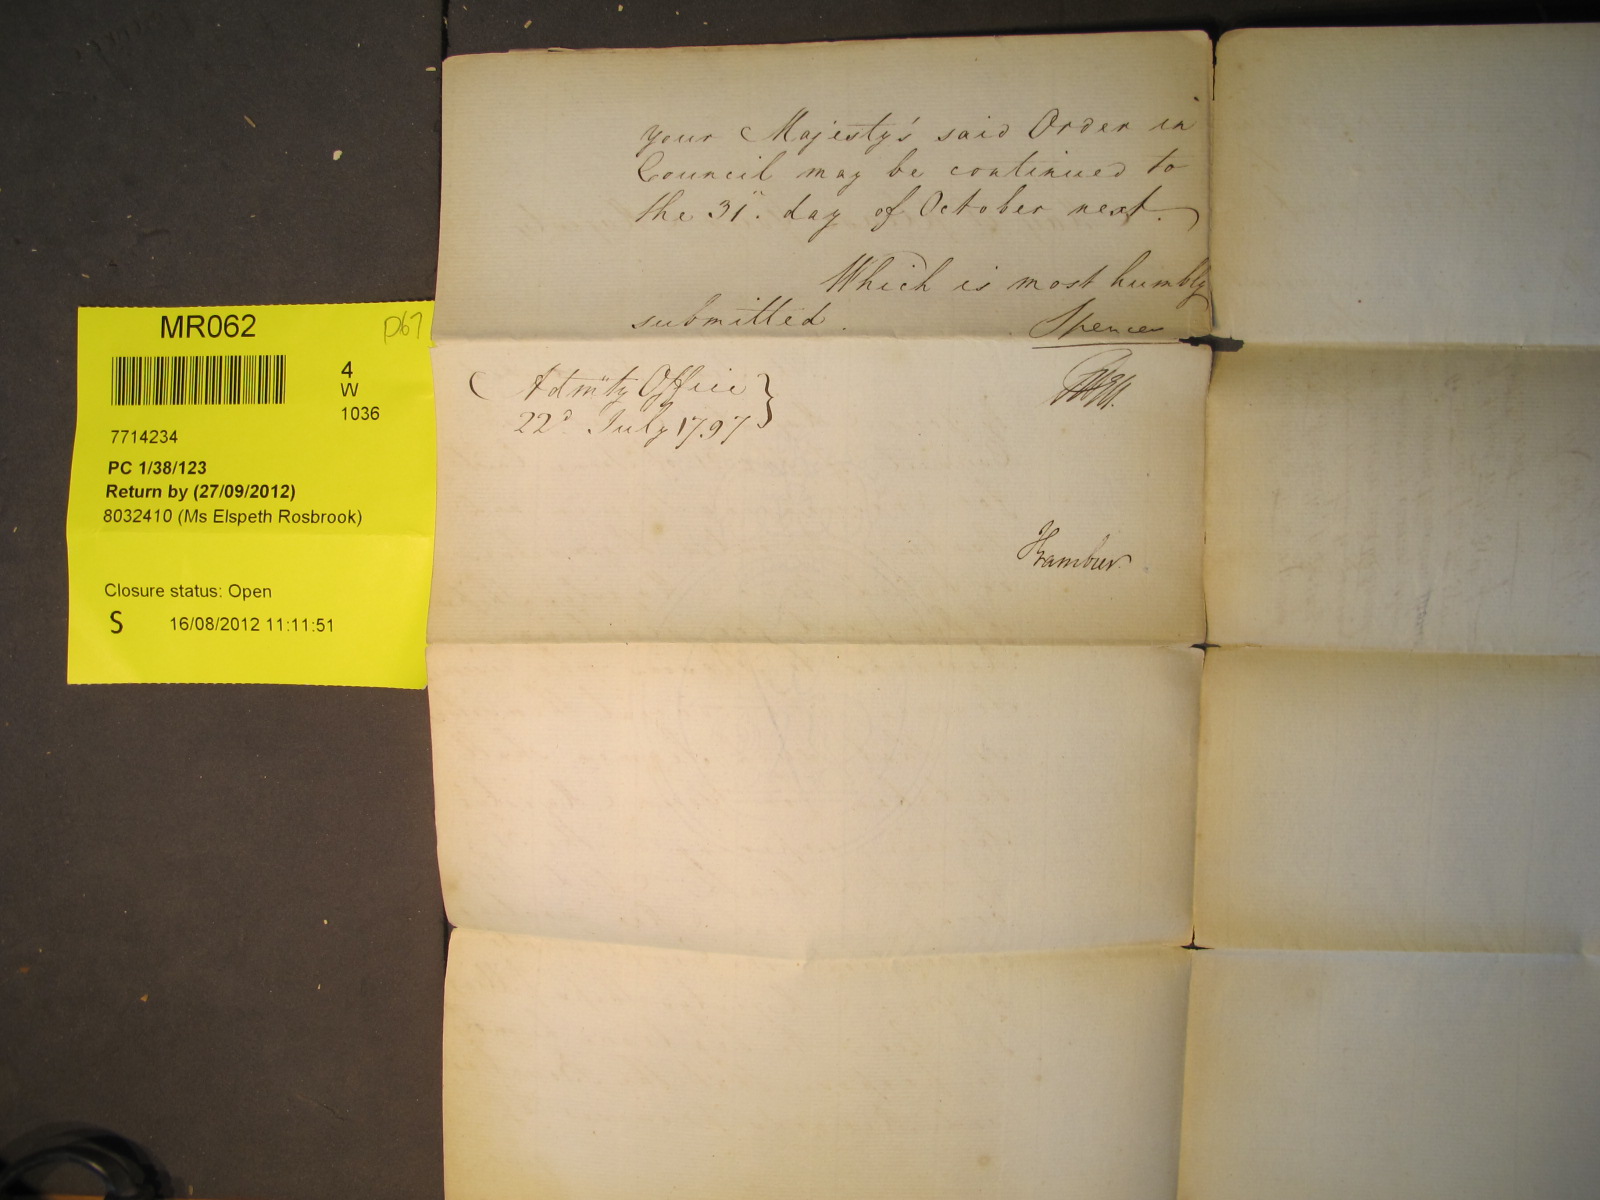 your Majesty's said Order in
Council may be continued to
the 31st. day of October next.
Which is most humbly
submitted.
Spencer
Admty Office
22d. July 1797
Gambier
MR062
p67
4
W
1036
7714234
PC 1/38/123
Return by (27/09/2012)
8032410 (Ms Elspeth Rosbrook)
Closure status: Open
S 16/08/2012 11:11:51